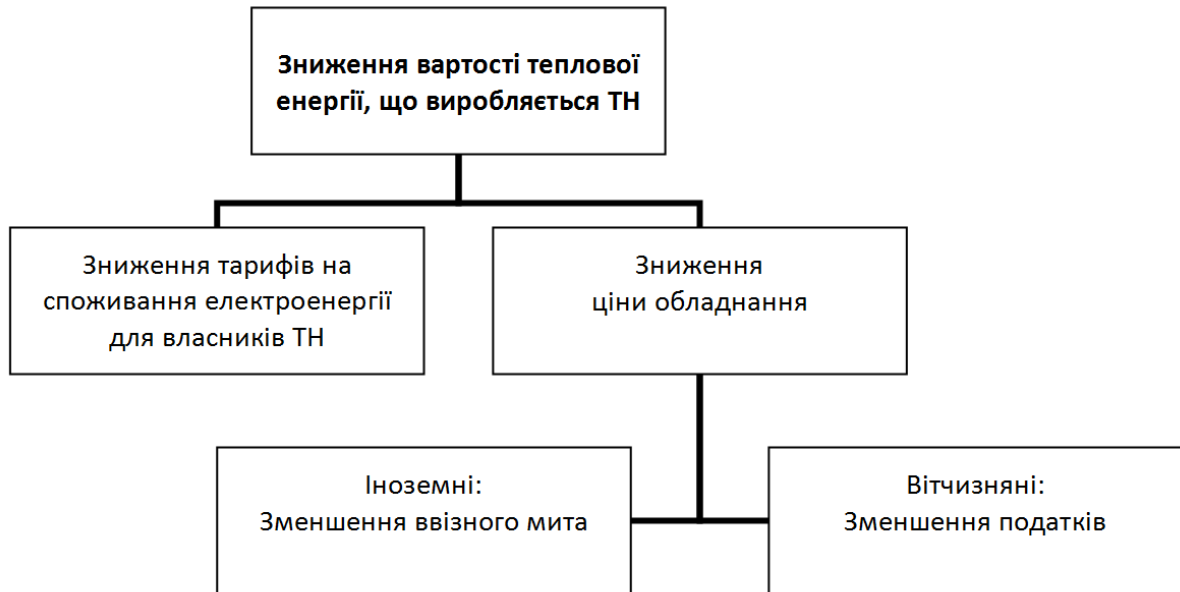 Зниження вартості теплової
енергії, що виробляється ТН
Зниження тарифів на
споживання електроенергії
для власників ТН
Зниження
ціни обладнання
Іноземні:
Зменшення ввізного мита
Вітчизняні:
Зменшення податків